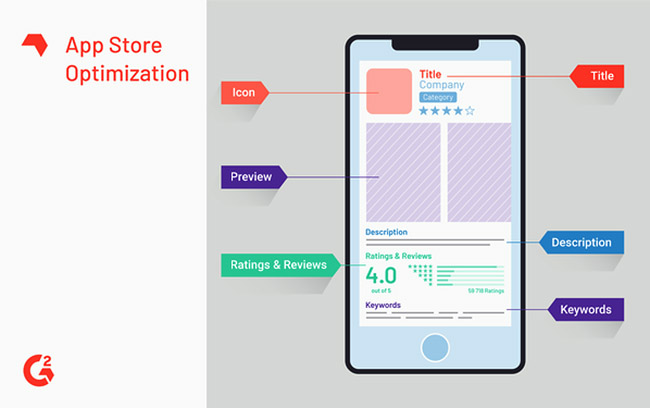 App Store
Optimization
Icon
Preview
Ratings & Reviews
Title
Company
Category
Description
Ratings & Reviews
4.0
out of 5
58 718 Ratings
Keywords
Title
Description
Keywords
G2